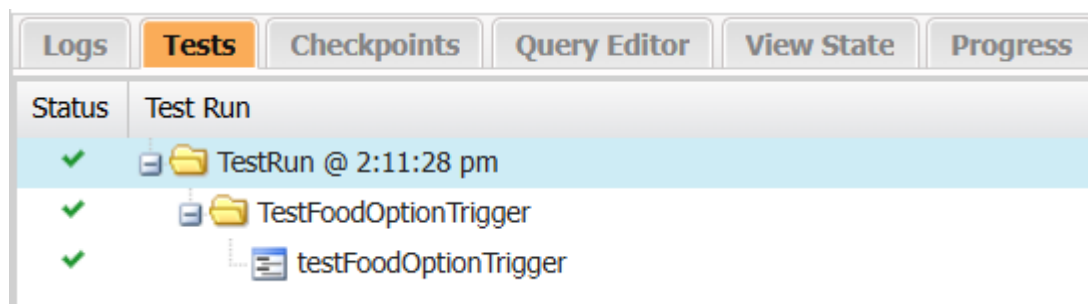 Logs Tests Checkpoints Query Editor View State Progress
Status Test Run
TestRun @ 2:11:28 pm
TestFoodOptionTrigger
testFoodOptionTrigger